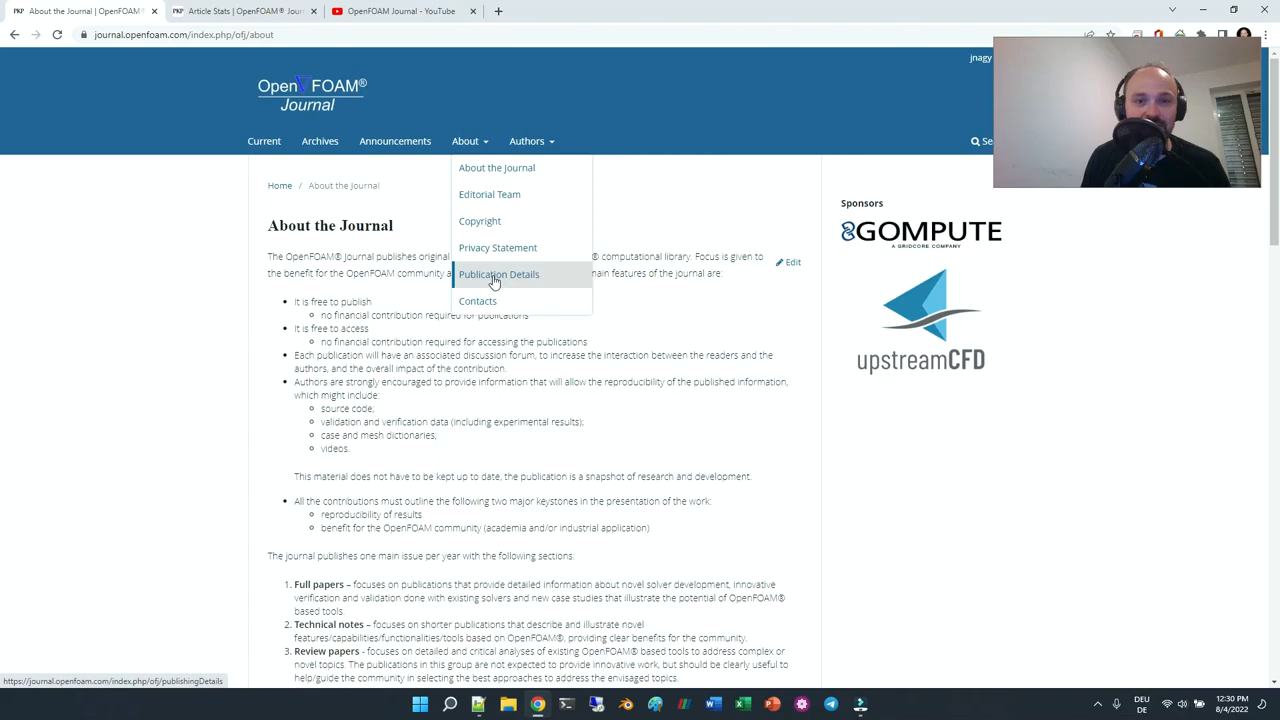 About the Journal | OpenFOAM
PKP Article Stats | OpenFOAM® Journ
OpenFOAM Journal - YouTube
journal.openfoam.com/index.php/ofj/about
jnagy
OpenFOAM®
Journal
Current Archives Announcements About Authors
About the Journal
Editorial Team
Copyright
Privacy Statement
Publication Details
Contacts
Home / About the Journal
About the Journal
The OpenFOAM® Journal publishes original ® computational library. Focus is given to
the benefit for the OpenFOAM community a main features of the journal are:
Edit
It is free to publish
no financial contribution required for publications
It is free to access
no financial contribution required for accessing the publications
Each publication will have an associated discussion forum, to increase the interaction between the readers and the
authors, and the overall impact of the contribution.
Authors are strongly encouraged to provide information that will allow the reproducibility of the published information,
which might include:
source code;
validation and verification data (including experimental results);
case and mesh dictionaries;
videos.
This material does not have to be kept up to date, the publication is a snapshot of research and development.
All the contributions must outline the following two major keystones in the presentation of the work:
reproducibility of results
benefit for the OpenFOAM community (academia and/or industrial application)
The journal publishes one main issue per year with the following sections:
1. Full papers – focuses on publications that provide detailed information about novel solver development, innovative
verification and validation done with existing solvers and new case studies that illustrate the potential of OpenFOAM®
based tools.
2. Technical notes – focuses on shorter publications that describe and illustrate novel
features/capabilities/functionalities/tools based on OpenFOAM®, providing clear benefits for the community.
3. Review papers - focuses on detailed and critical analyses of existing OpenFOAM® based tools to address complex or
novel topics. The publications in this group are not expected to provide innovative work, but should be clearly useful to
help/guide the community in selecting the best approaches to address the envisaged topics.
Sponsors
GOMPUTE
A GRIDCORE COMPANY
upstreamCFD
https://journal.openfoam.com/index.php/ofj/publishingDetails
DEU
DE
12:30 PM
8/4/2022